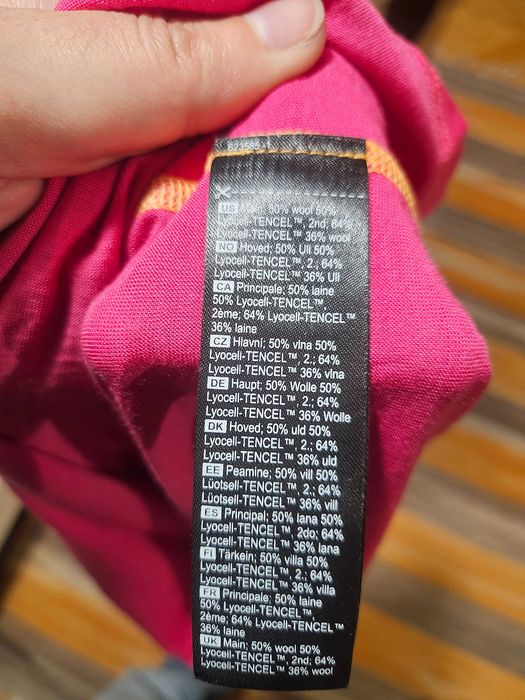 US Main; 50% wool 50%
Lyocell-TENCEL™, 2nd; 64%
Lyocell-TENCEL™ 36% wool
NO Hoved; 50% Ull 50%
Lyocell-TENCEL™, 2.; 64%
Lyocell-TENCEL™ 36% Ull
CA Principale; 50% laine
50% Lyocell-TENCEL™,
2ème; 64% Lyocell-TENCEL™
36% laine
CZ Hlavní; 50% vlna 50%
Lyocell-TENCEL™, 2.; 64%
Lyocell-TENCEL™ 36% vlna
DE Haupt; 50% Wolle 50%
Lyocell-TENCEL™, 2.; 64%
Lyocell-TENCEL™ 36% Wolle
DK Hoved; 50% uld 50%
Lyocell-TENCEL™, 2.; 64%
Lyocell-TENCEL™ 36% uld
EE Peamine; 50% vill 50%
Lüotsell-TENCEL™, 2.; 64%
Lüotsell-TENCEL™ 36% vill
ES Principal; 50% lana 50%
Lyocell-TENCEL™, 2do; 64%
Lyocell-TENCEL™ 36% lana
FI Tärkein; 50% villa 50%
Lyocell-TENCEL™, 2.; 64%
Lyocell-TENCEL™ 36% villa
FR Principale; 50% laine
50% Lyocell-TENCEL™,
2ème; 64% Lyocell-TENCEL™
36% laine
UK Main; 50% wool 50%
Lyocell-TENCEL™, 2nd; 64%
Lyocell-TENCEL™ 36% wool